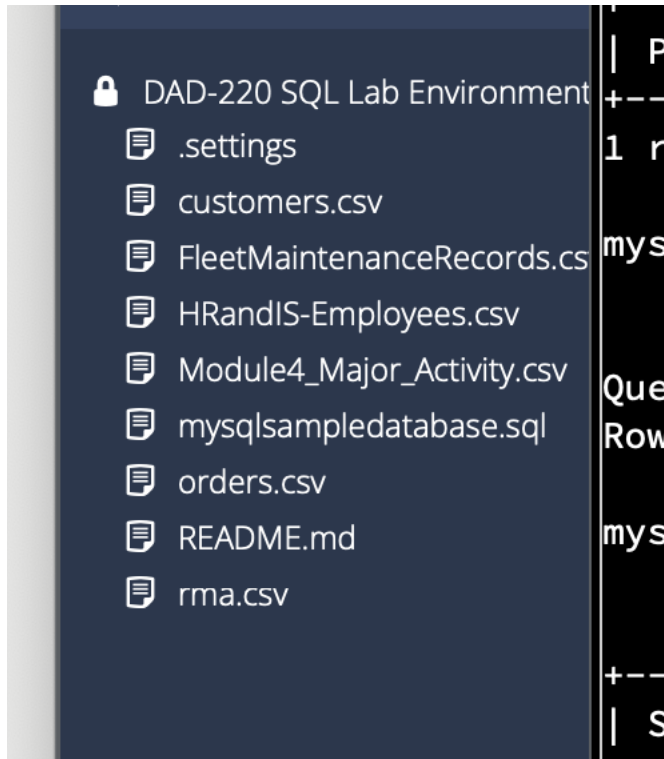 DAD-220 SQL Lab Environment
.settings
customers.csv
FleetMaintenanceRecords.cs
HRandIS-Employees.csv
Module4_Major_Activity.csv
mysqlsampledatabase.sql
orders.csv
README.md
rma.csv
+
| P
+--
1 r
mys
Que
Row
mys
+--
| S